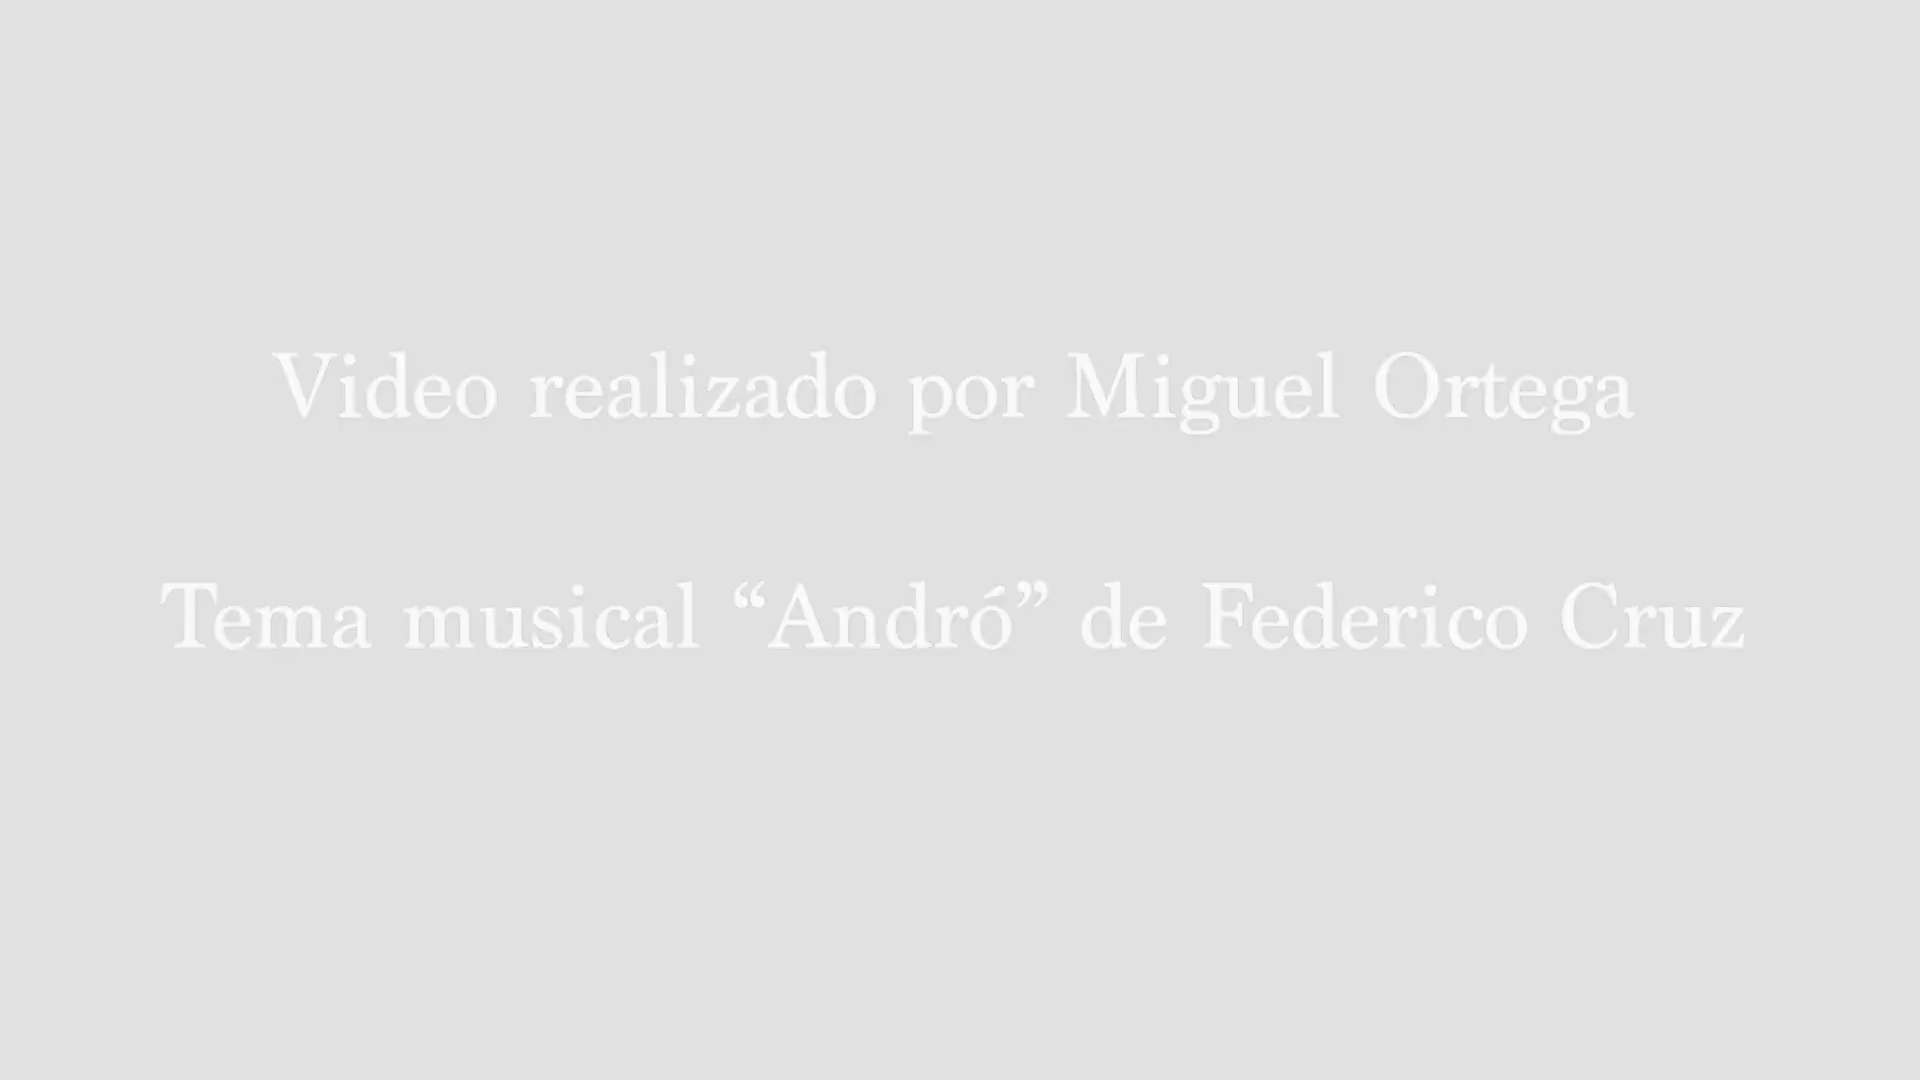 Video realizado por Miguel Ortega
Tema musical “Andró” de Federico Cruz